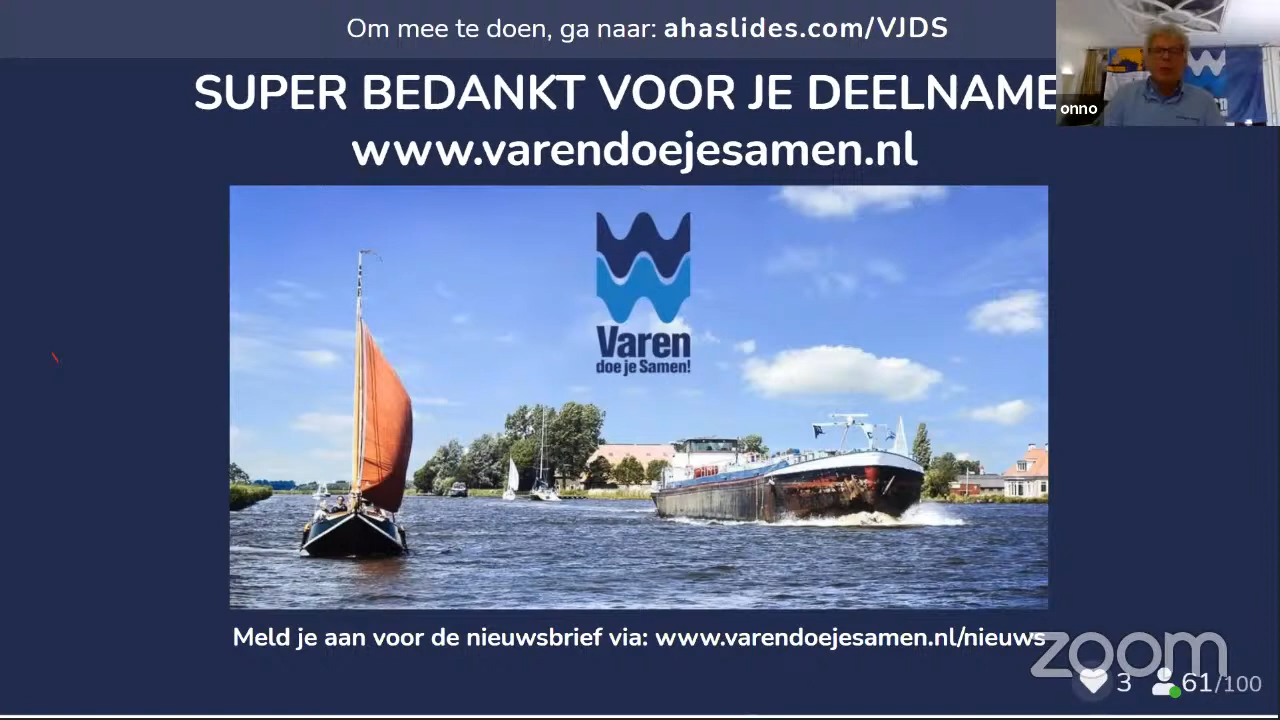 Om mee te doen, ga naar: ahaslides.com/VJDS
SUPER BEDANKT VOOR JE DEELNAME
www.varendoejesamen.nl
onno
Varen
doe je Samen!
Meld je aan voor de nieuwsbrief via: www.varendoejesamen.nl/nieuws
zoom
3
61/100